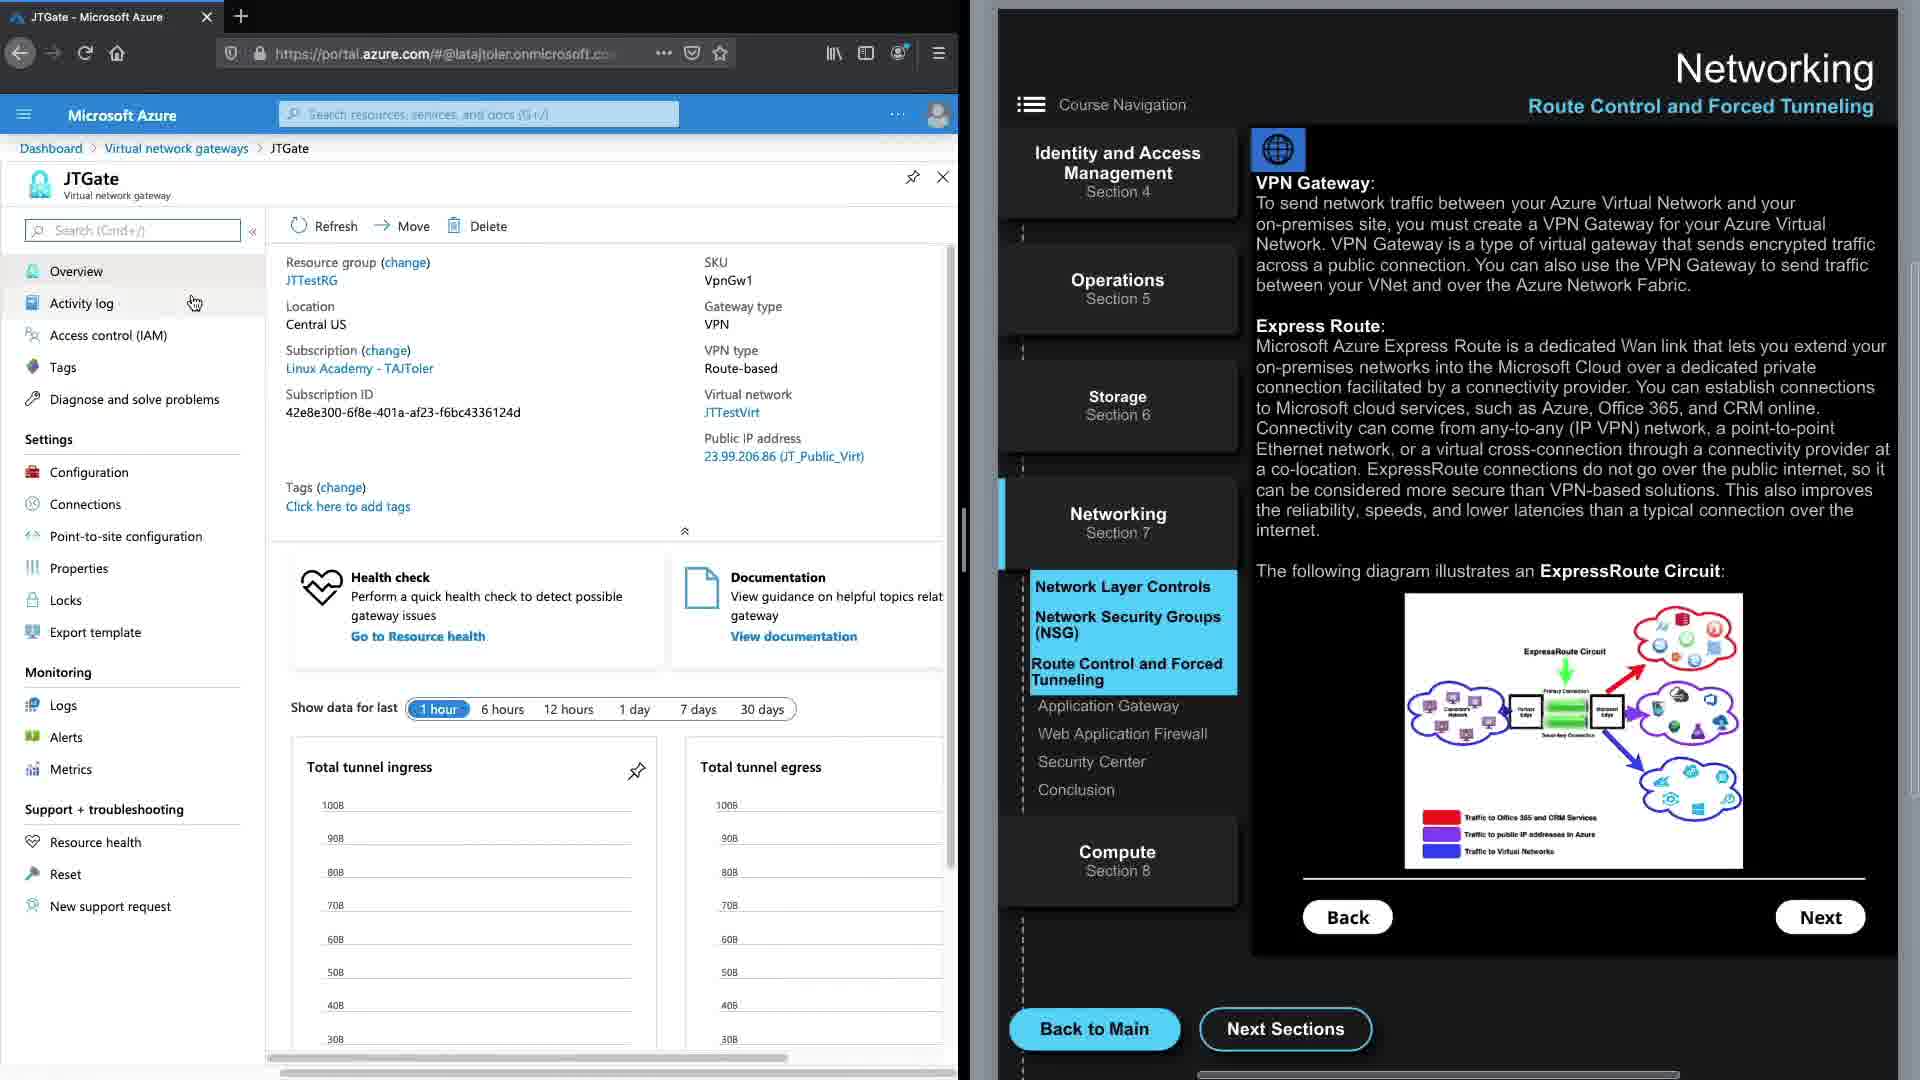 JTGate - Microsoft Azure
https://portal.azure.com/#@latajtoler.onmicrosoft.co
Microsoft Azure
Search resources, services, and docs (G+/)
Dashboard > Virtual network gateways > JTGate
JTGate
Virtual network gateway
Search (Cmd+/)
Overview
Activity log
Access control (IAM)
Tags
Diagnose and solve problems
Settings
Configuration
Connections
Point-to-site configuration
Properties
Locks
Export template
Monitoring
Logs
Alerts
Metrics
Support + troubleshooting
Resource health
Reset
New support request
Refresh
Move
Delete
Resource group (change)
JTTestRG
Location
Central US
Subscription (change)
Linux Academy - TAJToler
Subscription ID
42e8e300-6f8e-401a-af23-f6bc4336124d
SKU
VpnGw1
Gateway type
VPN
VPN type
Route-based
Virtual network
JTTestVirt
Public IP address
23.99.206.86 (JT_Public_Virt)
Tags (change)
Click here to add tags
Health check
Perform a quick health check to detect possible
gateway issues
Go to Resource health
Documentation
View guidance on helpful topics relat
gateway
View documentation
Show data for last
1 hour
6 hours
12 hours
1 day
7 days
30 days
Total tunnel ingress
100B
90B
80B
70B
60B
50B
40B
30B
Total tunnel egress
100B
90B
80B
70B
60B
50B
40B
30B
Networking
Route Control and Forced Tunneling
Course Navigation
Identity and Access
Management
Section 4
Operations
Section 5
Storage
Section 6
Networking
Section 7
Network Layer Controls
Network Security Groups
(NSG)
Route Control and Forced
Tunneling
Application Gateway
Web Application Firewall
Security Center
Conclusion
Compute
Section 8
VPN Gateway:
To send network traffic between your Azure Virtual Network and your
on-premises site, you must create a VPN Gateway for your Azure Virtual
Network. VPN Gateway is a type of virtual gateway that sends encrypted traffic
across a public connection. You can also use the VPN Gateway to send traffic
between your VNet and over the Azure Network Fabric.
Express Route:
Microsoft Azure Express Route is a dedicated Wan link that lets you extend your
on-premises networks into the Microsoft Cloud over a dedicated private
connection facilitated by a connectivity provider. You can establish connections
to Microsoft cloud services, such as Azure, Office 365, and CRM online.
Connectivity can come from any-to-any (IP VPN) network, a point-to-point
Ethernet network, or a virtual cross-connection through a connectivity provider at
a co-location. ExpressRoute connections do not go over the public internet, so it
can be considered more secure than VPN-based solutions. This also improves
the reliability, speeds, and lower latencies than a typical connection over the
internet.
The following diagram illustrates an ExpressRoute Circuit:
ExpressRoute Circuit
Primary Connection
Customer's
Network
Partner
Edge
Microsoft
Edge
Secondary Connection
Traffic to Office 365 and CRM Services
Traffic to public IP addresses in Azure
Traffic to Virtual Networks
Back
Next
Back to Main
Next Sections